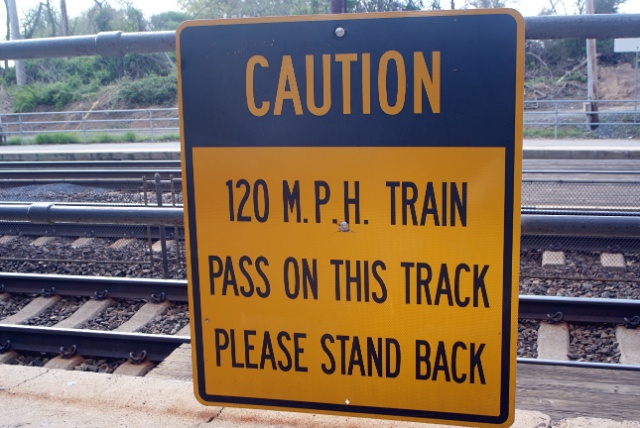 CAUTION
120 M.P.H. TRAIN
PASS ON THIS TRACK
PLEASE STAND BACK